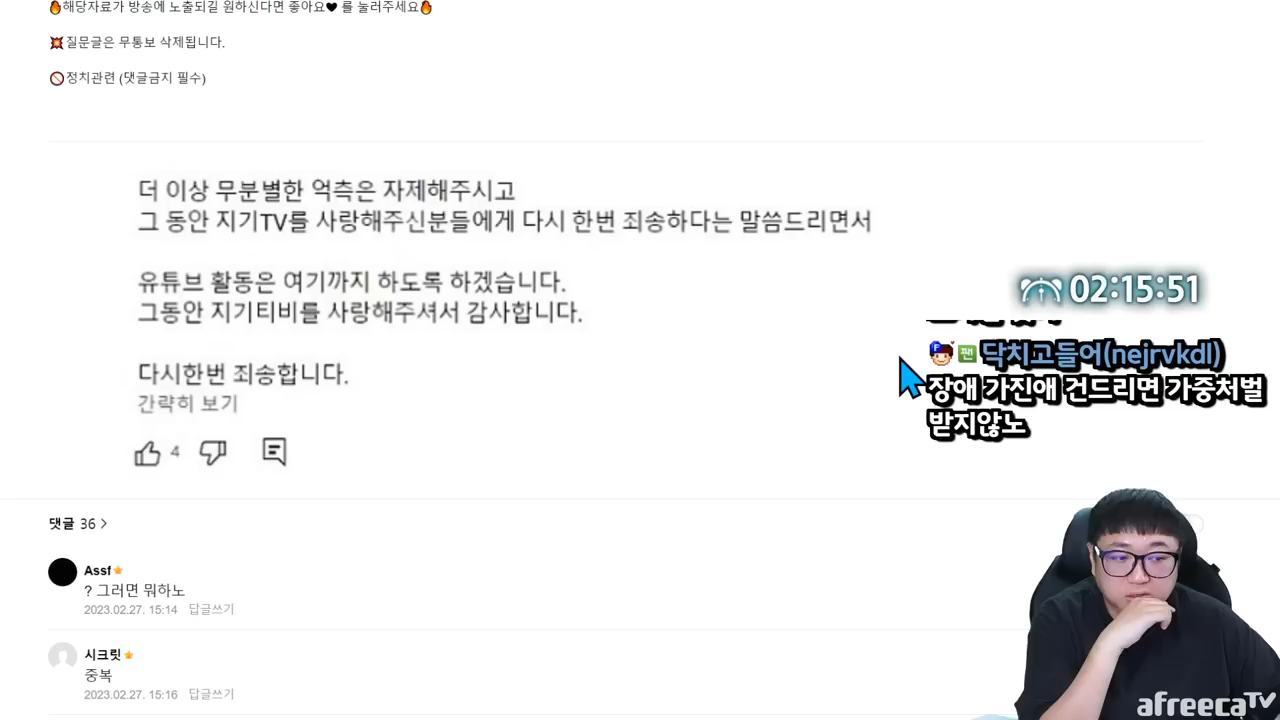 🔥해당자료가 방송에 노출되길 원하신다면 좋아요♥ 를 눌러주세요🔥
💥질문글은 무통보 삭제됩니다.
🚫정치관련 (댓글금지 필수)
더 이상 무분별한 억측은 자제해주시고
그 동안 지기TV를 사랑해주신분들에게 다시 한번 죄송하다는 말씀드리면서
유튜브 활동은 여기까지 하도록 하겠습니다.
그동안 지기티비를 사랑해주셔서 감사합니다.
다시한번 죄송합니다.
간략히 보기
4
02:15:51
F 팬 닥치고들어(nejrvkdl)
장애 가진애 건드리면 가중처벌
받지않노
댓글 36 >
Assf
? 그러면 뭐하노
2023.02.27. 15:14 답글쓰기
시크릿
중복
2023.02.27. 15:16 답글쓰기
afreecaTV